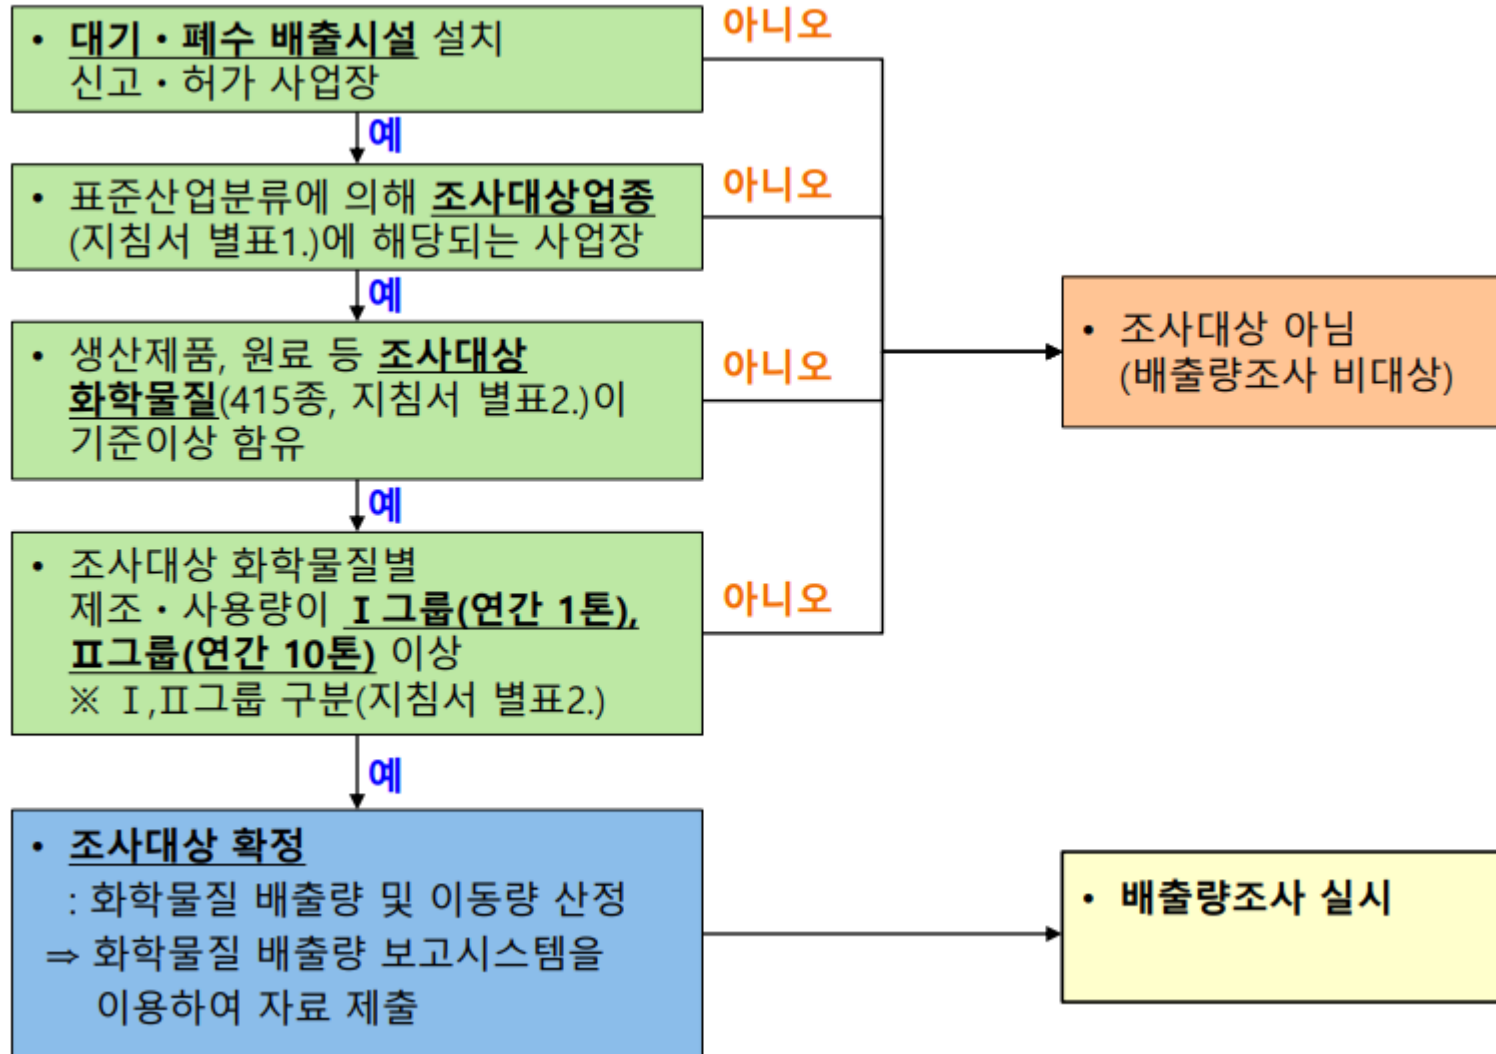 • 대기・폐수 배출시설 설치
신고・허가 사업장
아니오
예
• 표준산업분류에 의해 조사대상업종
(지침서 별표1.)에 해당되는 사업장
아니오
예
• 생산제품, 원료 등 조사대상
화학물질(415종, 지침서 별표2.)이
기준이상 함유
아니오
• 조사대상 아님
(배출량조사 비대상)
예
• 조사대상 화학물질별
제조・사용량이 Ⅰ그룹(연간 1톤),
Ⅱ그룹(연간 10톤) 이상
※ Ⅰ,Ⅱ그룹 구분(지침서 별표2.)
아니오
예
• 조사대상 확정
: 화학물질 배출량 및 이동량 산정
⇒ 화학물질 배출량 보고시스템을
이용하여 자료 제출
• 배출량조사 실시